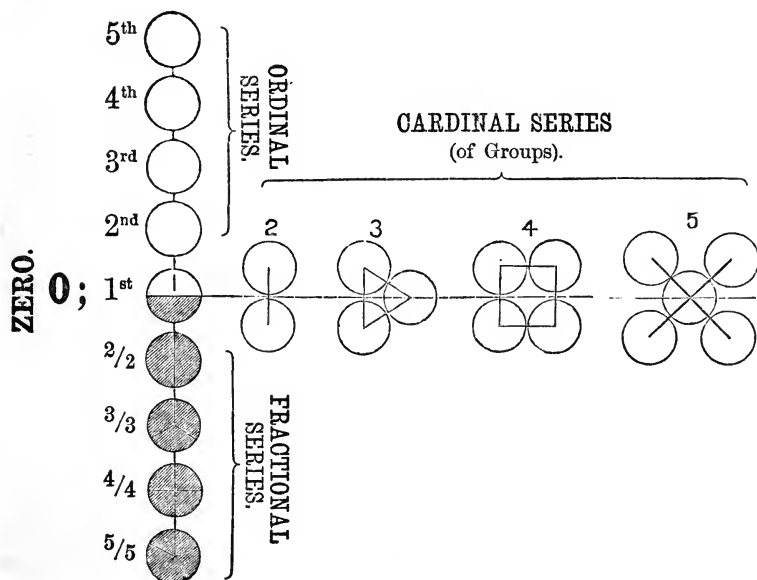 5th
4th
3rd
2nd
ORDINAL
SERIES.
CARDINAL SERIES
(of Groups).
2 3 4 5
ZERO.
0; 1st
2/2
3/3
4/4
5/5
FRACTIONAL
SERIES.